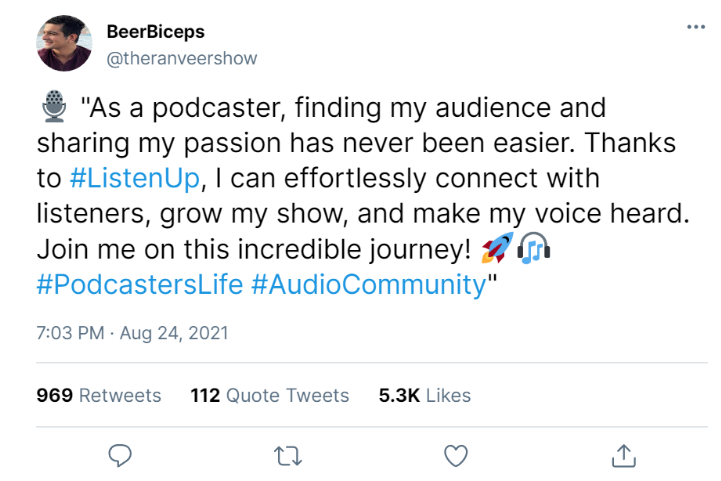 BeerBiceps
@theranveershow
"As a podcaster, finding my audience and
sharing my passion has never been easier. Thanks
to #ListenUp, I can effortlessly connect with
listeners, grow my show, and make my voice heard.
Join me on this incredible journey! 🚀🎧
#PodcastersLife #AudioCommunity"
7:03 PM · Aug 24, 2021
969 Retweets 112 Quote Tweets 5.3K Likes